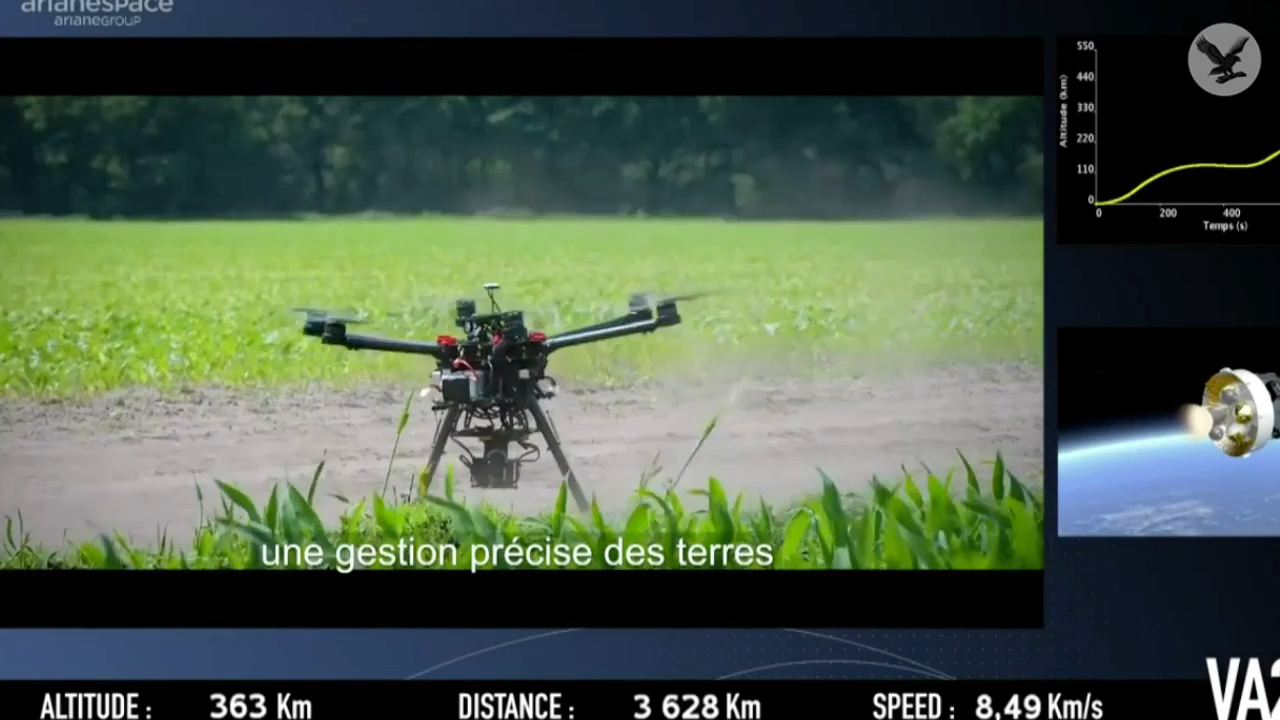 arianespace
arianeGROUP
550
440
330
220
110
0
Altitude (km)
0 200 400
Temps (s)
une gestion précise des terres
ALTITUDE : 363 Km DISTANCE : 3 628 Km SPEED : 8,49 Km/s
VA2